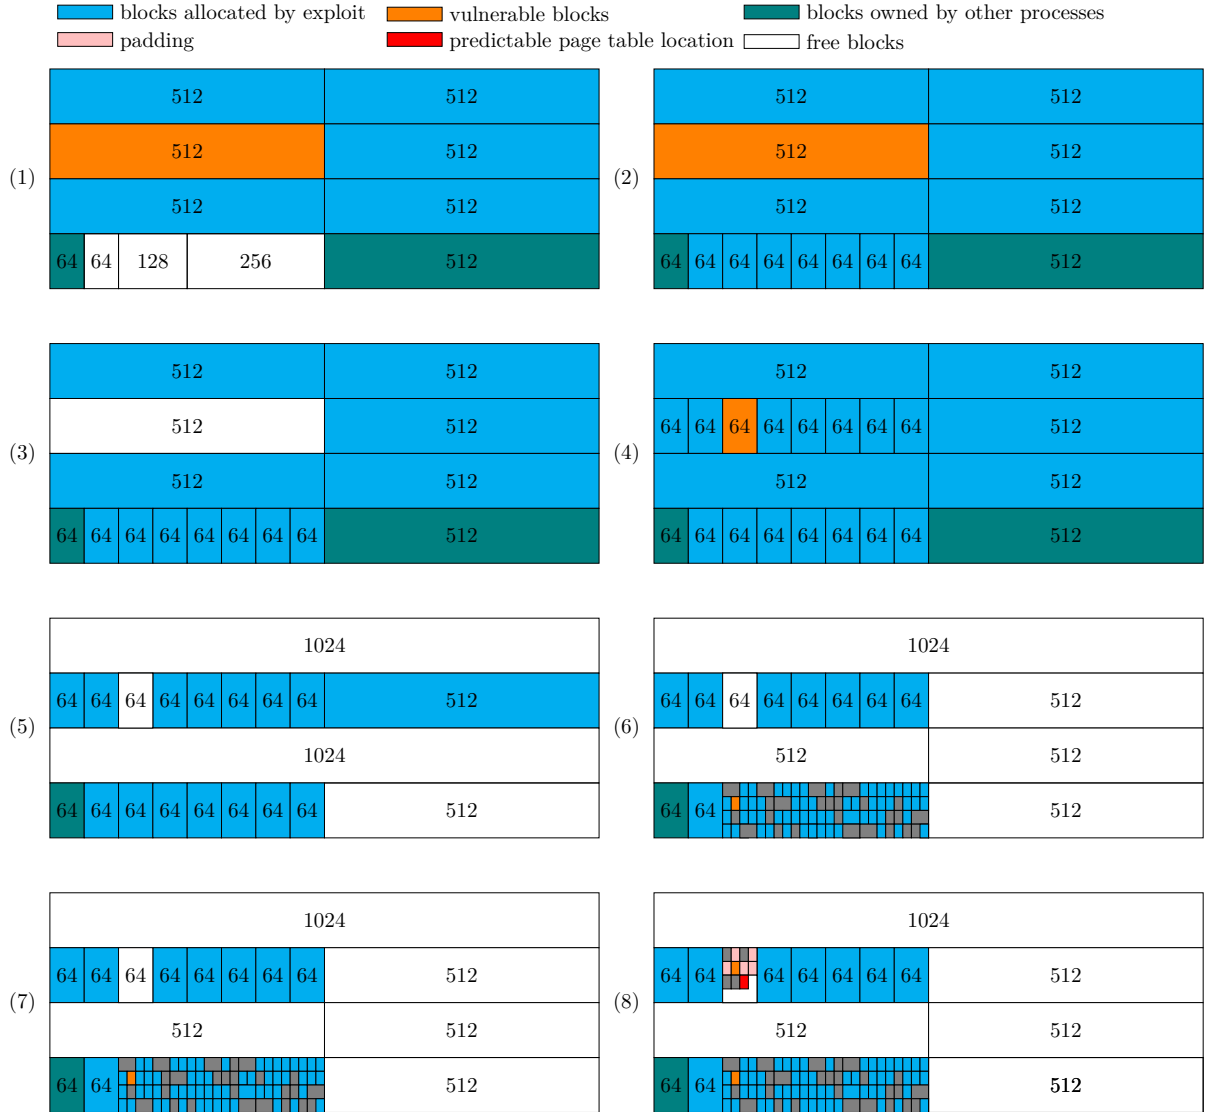 blocks allocated by exploit vulnerable blocks blocks owned by other processes
padding predictable page table location free blocks
512 512 512 512
512 512 512 512
(1) (2)
512 512 512 512
64 64 128 256 512 64 64 64 64 64 64 64 64 512
512 512 512 512
512 512 64 64 64 64 64 64 64 64 512
(3) (4)
512 512 512 512
64 64 64 64 64 64 64 64 512 64 64 64 64 64 64 64 64 512
1024 1024
64 64 64 64 64 64 64 64 512 64 64 64 64 64 64 64 64 512
(5) (6)
1024 512 512
64 64 64 64 64 64 64 64 512 64 64 512
1024 1024
64 64 64 64 64 64 64 64 512 64 64 64 64 64 64 64 512
(7) (8)
512 512 512 512
64 64 512 64 64 512